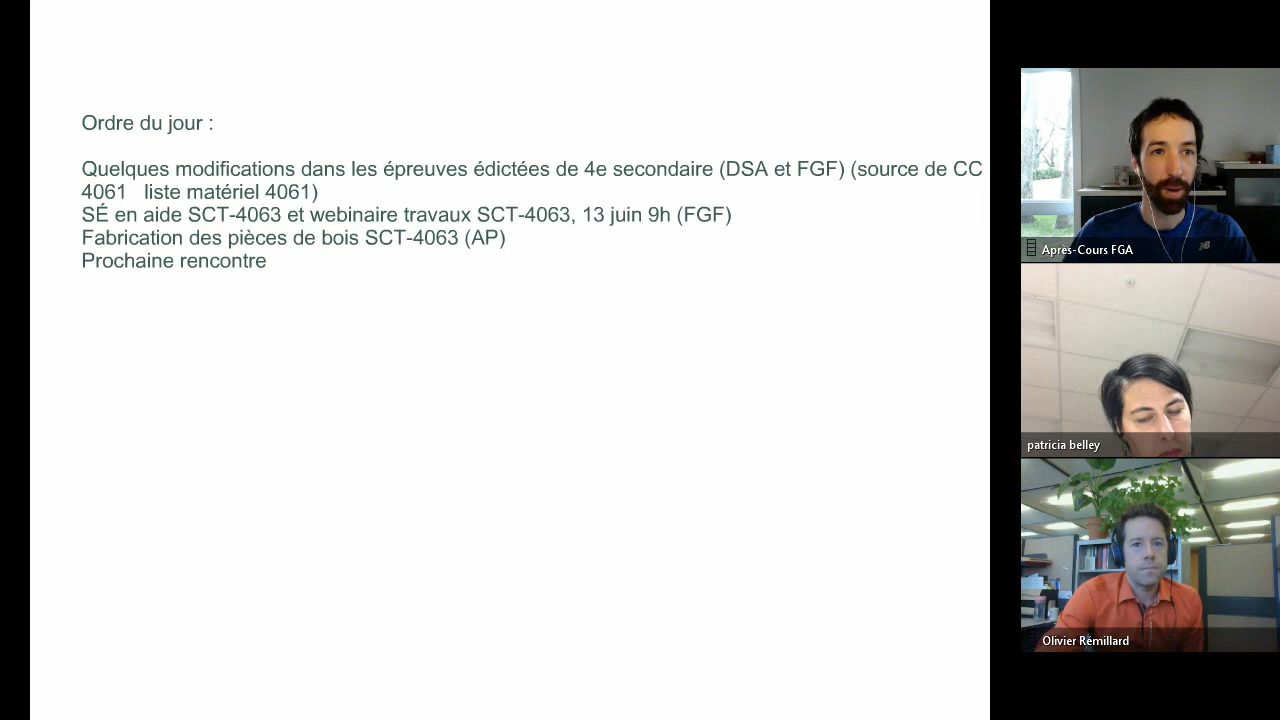 Ordre du jour :
Quelques modifications dans les épreuves édictées de 4e secondaire (DSA et FGF) (source de CC
4061   liste matériel 4061)
SÉ en aide SCT-4063 et webinaire travaux SCT-4063, 13 juin 9h (FGF)
Fabrication des pièces de bois SCT-4063 (AP)
Prochaine rencontre
Après-Cours FGA
patricia belley
Olivier Rémillard